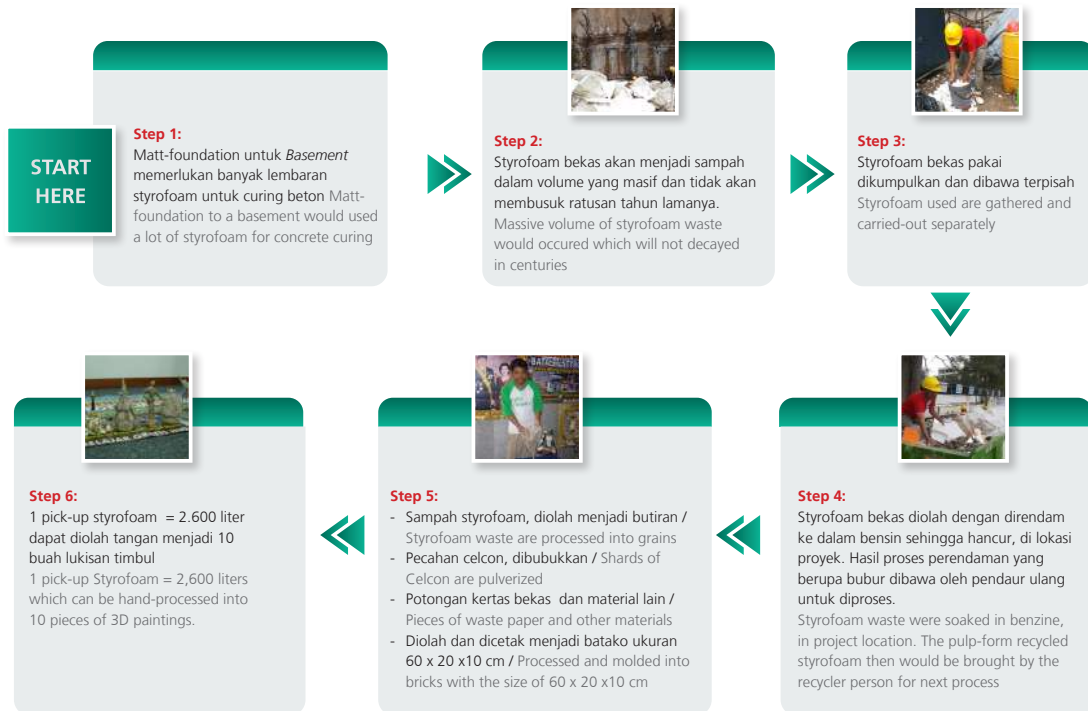 START
HERE
Step 1:
Matt-foundation untuk Basement
memerlukan banyak lembaran
styrofoam untuk curing beton Matt-
foundation to a basement would used
a lot of styrofoam for concrete curing
Step 2:
Styrofoam bekas akan menjadi sampah
dalam volume yang masif dan tidak akan
membusuk ratusan tahun lamanya.
Massive volume of styrofoam waste
would occured which will not decayed
in centuries
Step 3:
Styrofoam bekas pakai
dikumpulkan dan dibawa terpisah
Styrofoam used are gathered and
carried-out separately
Step 4:
Styrofoam bekas diolah dengan direndam
ke dalam bensin sehingga hancur, di lokasi
proyek. Hasil proses perendaman yang
berupa bubur dibawa oleh pendaur ulang
untuk diproses.
Styrofoam waste were soaked in benzine,
in project location. The pulp-form recycled
styrofoam then would be brought by the
recycler person for next process
Step 5:
- Sampah styrofoam, diolah menjadi butiran /
Styrofoam waste are processed into grains
- Pecahan celcon, dibubukkan / Shards of
Celcon are pulverized
- Potongan kertas bekas dan material lain /
Pieces of waste paper and other materials
- Diolah dan dicetak menjadi batako ukuran
60 x 20 x10 cm / Processed and molded into
bricks with the size of 60 x 20 x10 cm
Step 6:
1 pick-up styrofoam = 2.600 liter
dapat diolah tangan menjadi 10
buah lukisan timbul
1 pick-up Styrofoam = 2,600 liters
which can be hand-processed into
10 pieces of 3D paintings.